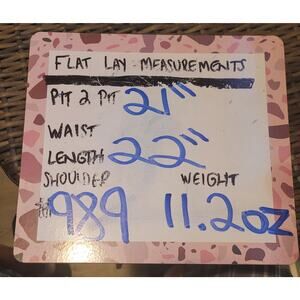 FLAT LAY MEASUREMENTS
PIT 2 PIT 21"
WAIST
LENGTH 22"
SHOULDER WEIGHT
#989 11.2oz